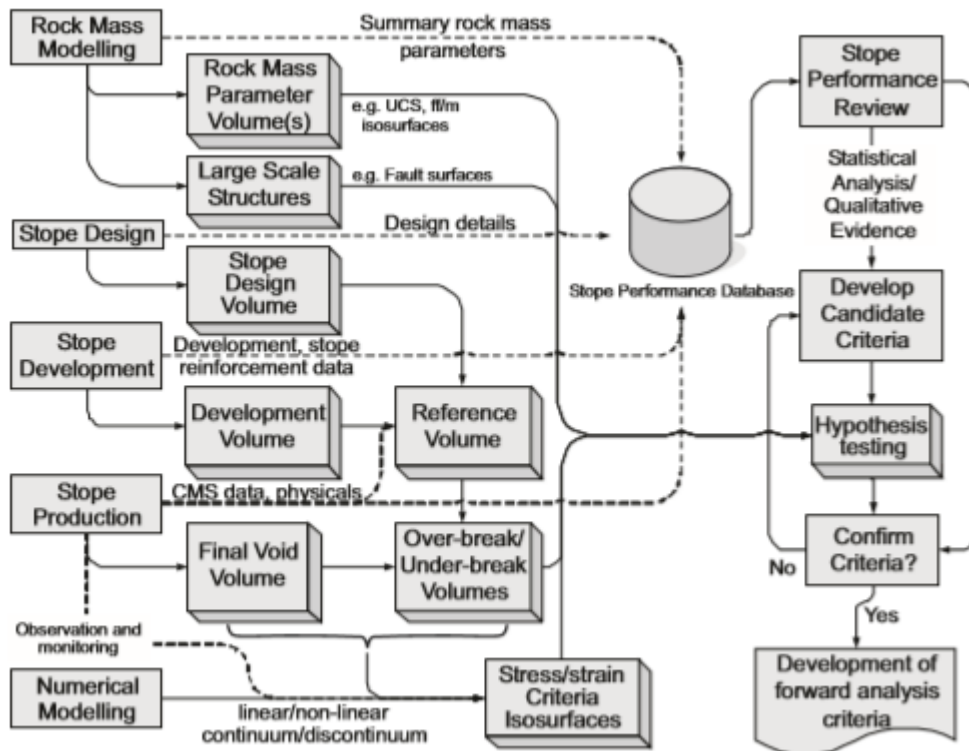 Rock Mass
Modelling
Summary rock mass
parameters
Stope
Performance
Review
Rock Mass
Parameter
Volume(s)
e.g. UCS, ff/m
isosurfaces
Large Scale
Structures
e.g. Fault surfaces
Statistical
Analysis/
Qualitative
Evidence
Stope Design
Design details
Stope
Design
Volume
Stope Performance Database
Develop
Candidate
Criteria
Stope
Development
Development, stope
reinforcement data
Development
Volume
Reference
Volume
Hypothesis
testing
Stope
Production
CMS data, physicals
Final Void
Volume
Over-break/
Under-break
Volumes
Confirm
Criteria?
No
Yes
Observation and
monitoring
Numerical
Modelling
linear/non-linear
continuum/discontinuum
Stress/strain
Criteria
Isosurfaces
Development of
forward analysis
criteria